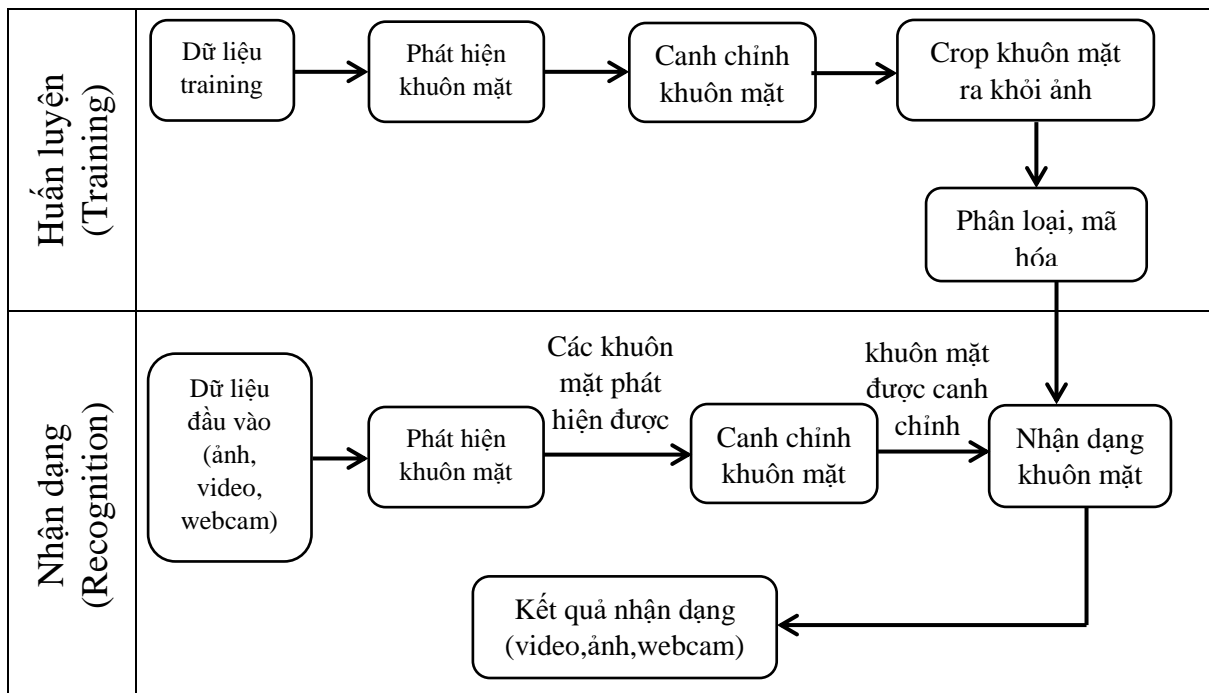 Huấn luyện
(Training)
Dữ liệu
training
Phát hiện
khuôn mặt
Canh chỉnh
khuôn mặt
Crop khuôn mặt
ra khỏi ảnh
Phân loại, mã
hóa
Nhận dạng
(Recognition)
Dữ liệu
đầu vào
(ảnh,
video,
webcam)
Phát hiện
khuôn mặt
Các khuôn
mặt phát
hiện được
Canh chỉnh
khuôn mặt
khuôn mặt
được canh
chỉnh
Nhận dạng
khuôn mặt
Kết quả nhận dạng
(video,ảnh,webcam)